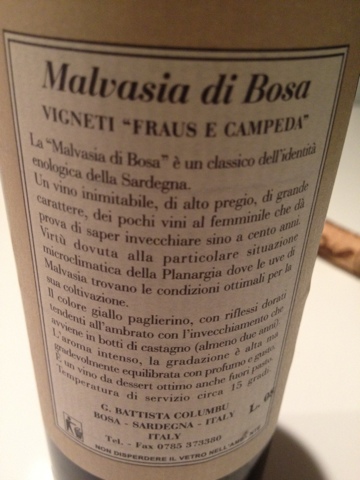 Malvasia di Bosa
VIGNETI "FRAUS E CAMPEDA"
La "Malvasia di Bosa" è un classico dell'identità
enologica della Sardegna.
Un vino inimitabile, di alto pregio, di grande
carattere, dei pochi vini al femminile che dà
prova di saper invecchiare sino a cento anni.
Virtù dovuta alla particolare situazione
microclimatica della Planargia dove le uve di
Malvasia trovano le condizioni ottimali per la
sua coltivazione.
Il colore giallo paglierino, con riflessi dorati
tendenti all'ambrato con l'invecchiamento che
avviene in botti di castagno (almeno due anni).
L'aroma intenso, la gradazione è alta ma
gradevolmente equilibrata con profumo e gusto.
È un vino da dessert ottimo anche fuori pasto.
Temperatura di servizio circa 15 gradi.
G. BATTISTA COLUMBU
BOSA - SARDEGNA - ITALY
ITALY
Tel. - Fax 0785 373380
NON DISPERDERE IL VETRO NELL'AMBIENTE